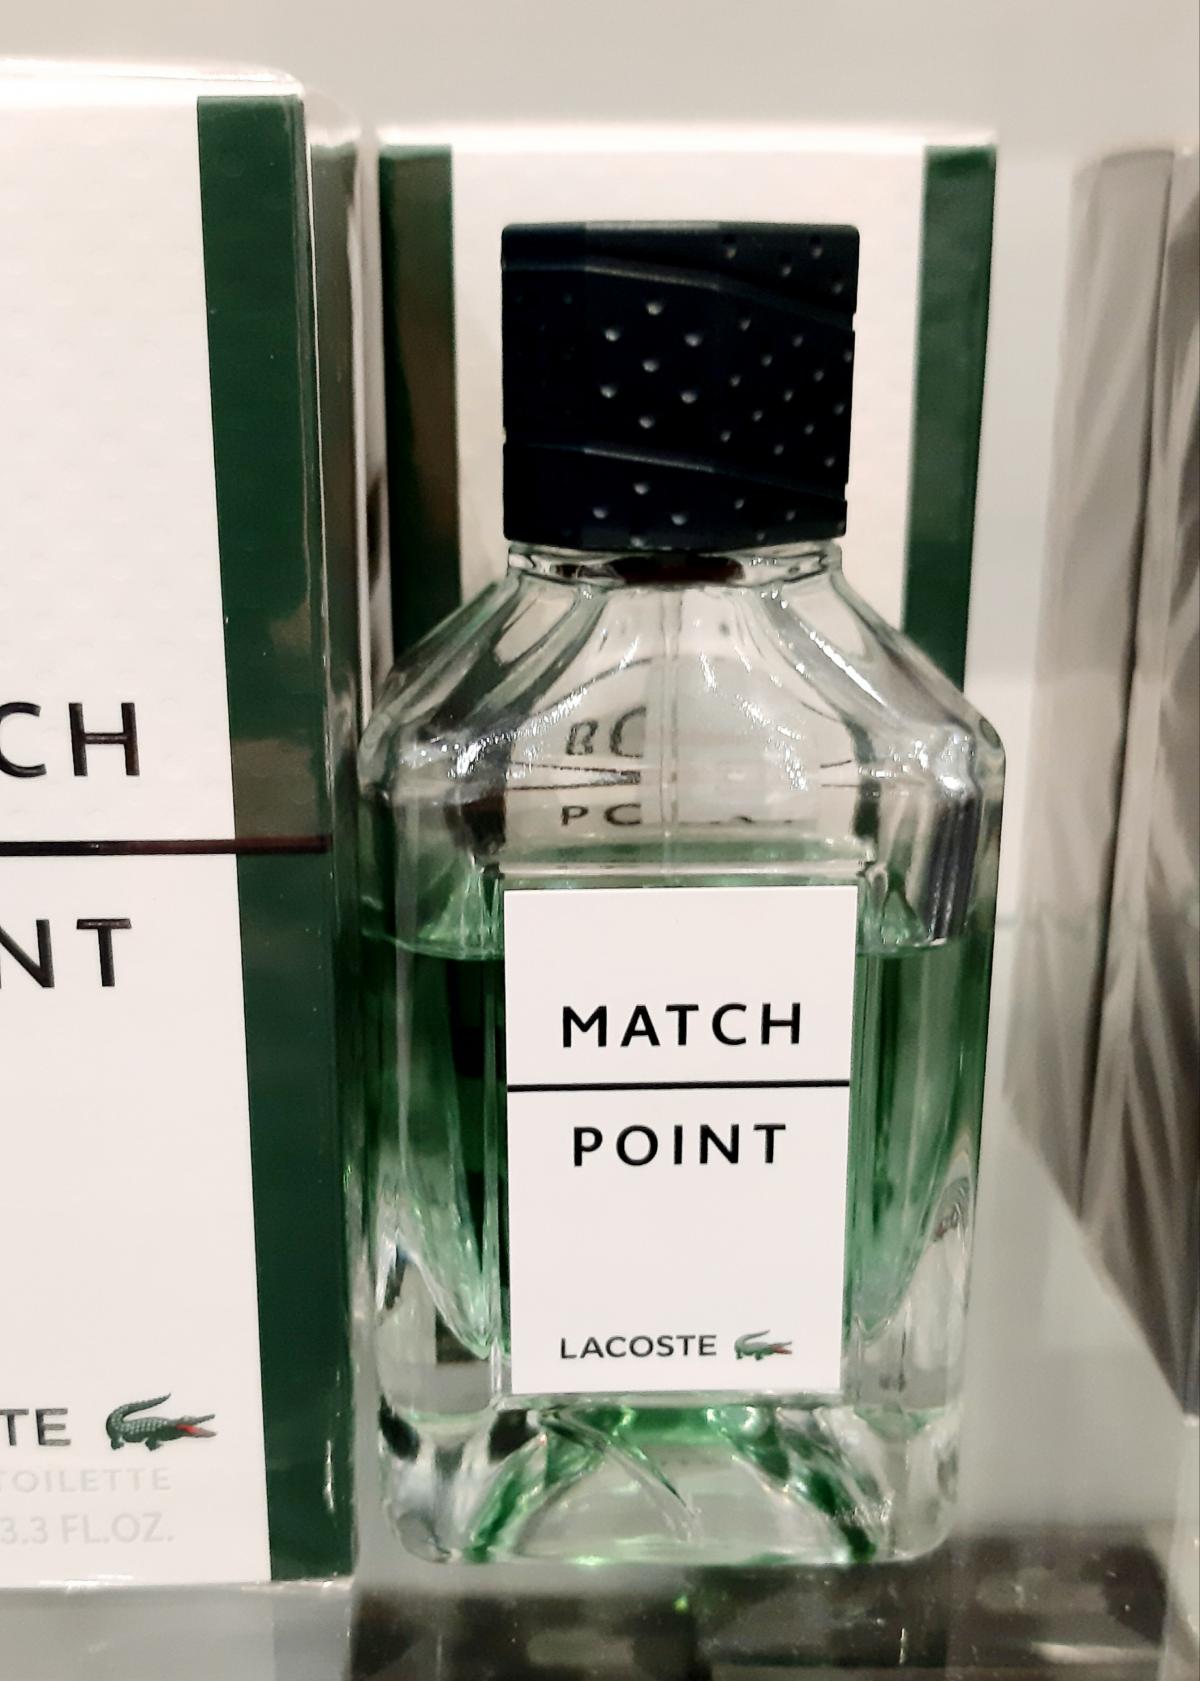 CH
NT
TE
TOILETTE
3.3 FL.OZ.
MATCH
POINT
LACOSTE